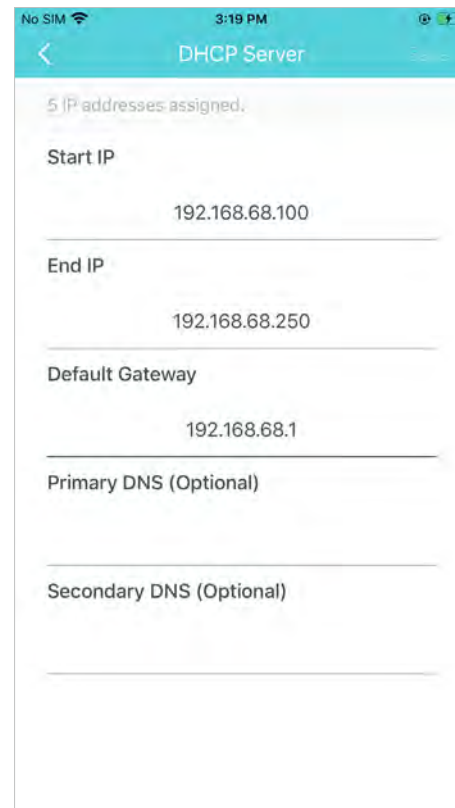 No SIM 3:19 PM
DHCP Server
5 IP addresses assigned.
Start IP
192.168.68.100
End IP
192.168.68.250
Default Gateway
192.168.68.1
Primary DNS (Optional)
Secondary DNS (Optional)